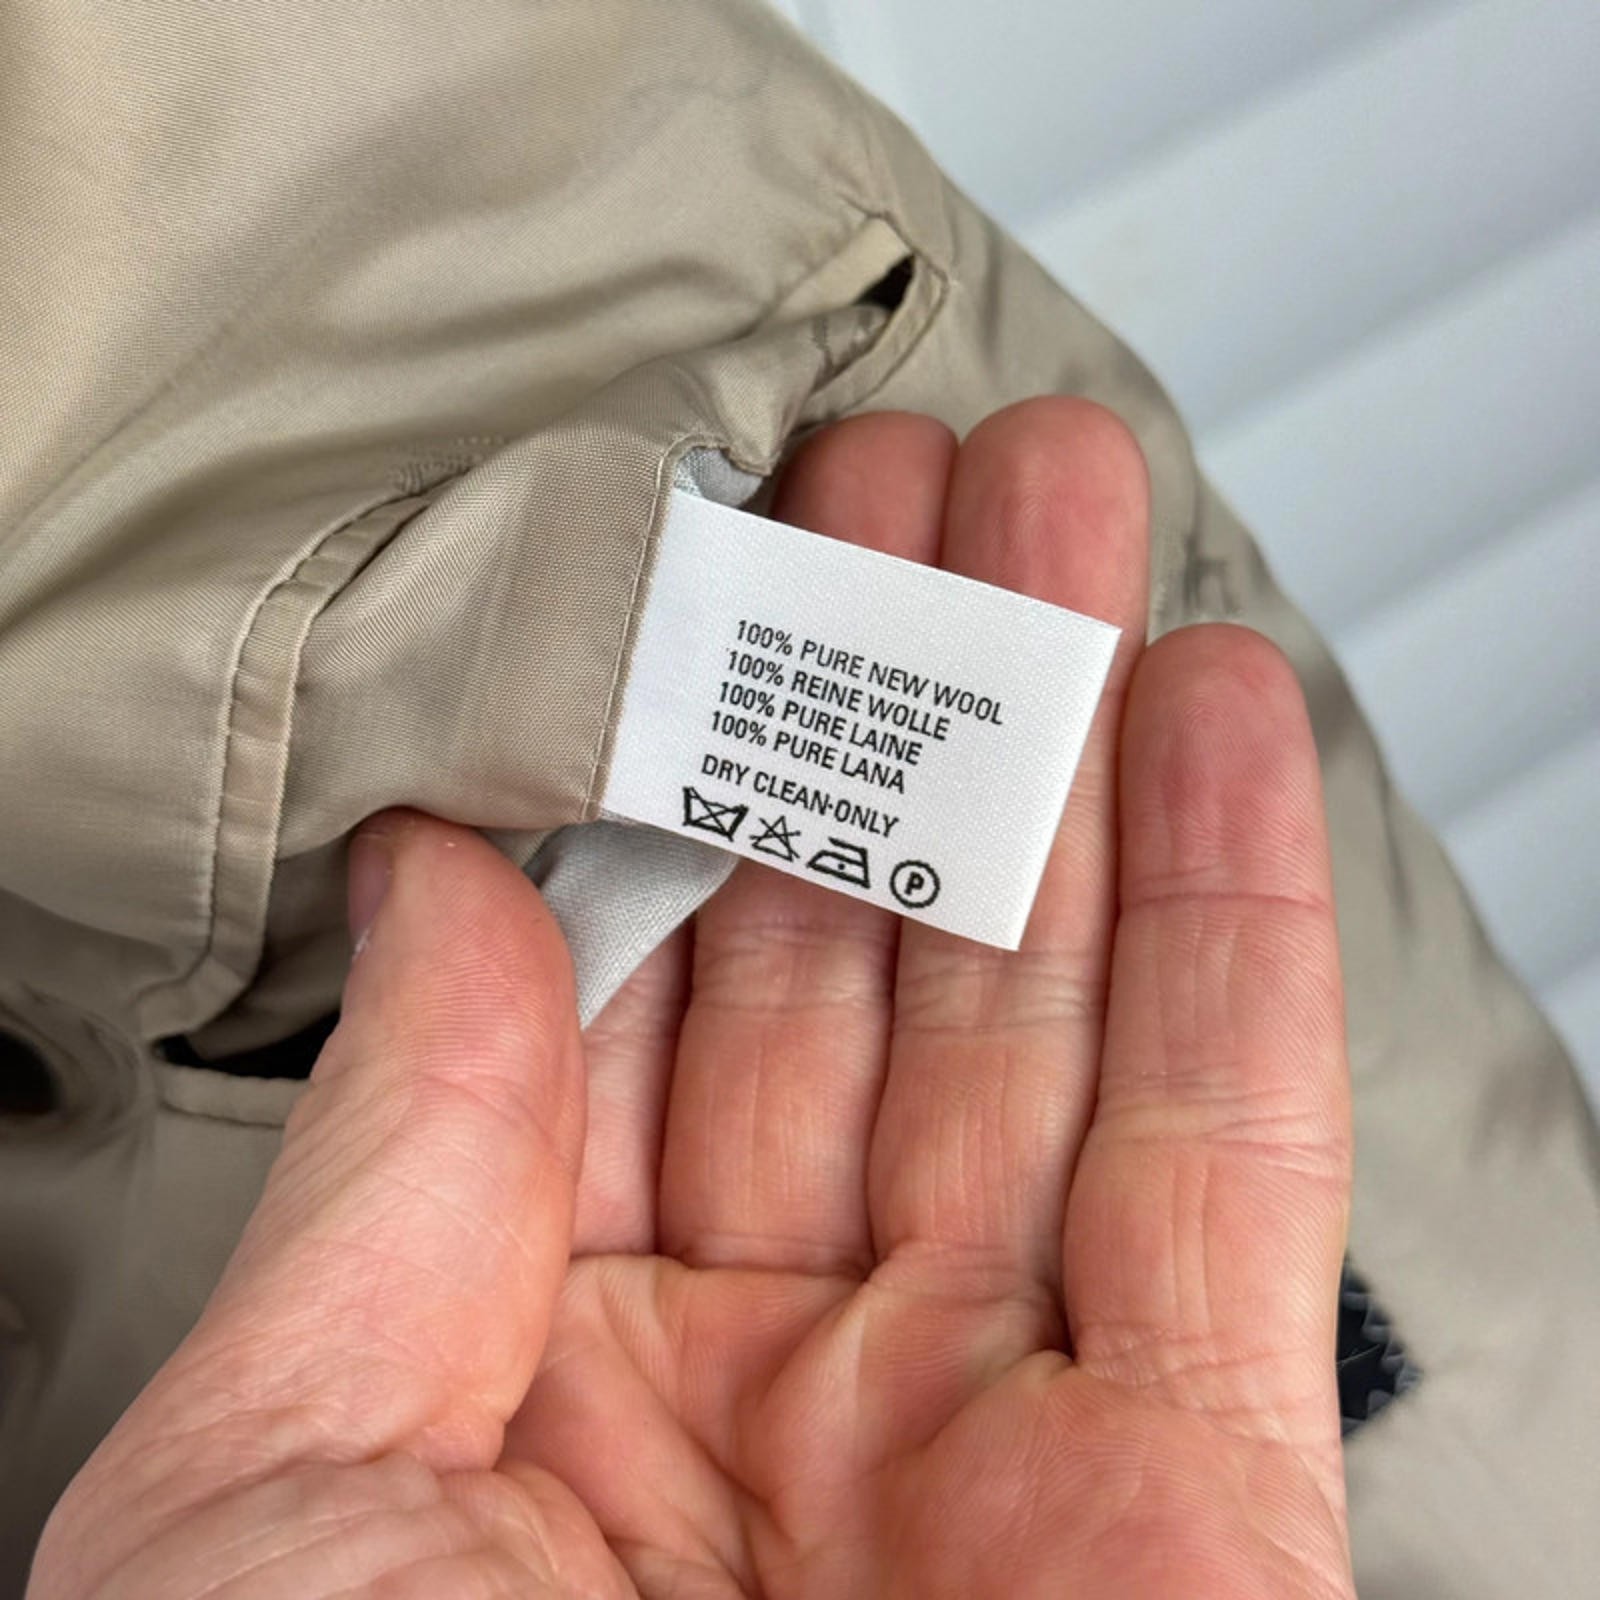 100% PURE NEW WOOL
100% REINE WOLLE
100% PURE LAINE
100% PURE LANA
DRY CLEAN·ONLY
P